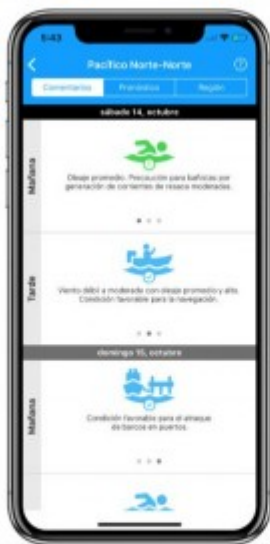 5:43
Pacífico Norte-Norte
Comentarios Pronóstico Región
sábado 14, octubre
Mañana
Oleaje promedio. Precaución para bañistas por
generación de corrientes de resaca moderadas.
Tarde
Viento débil a moderado con oleaje promedio y alto.
Condición favorable para la navegación.
domingo 15, octubre
Mañana
Condición favorable para el atraque
de barcos en puertos.